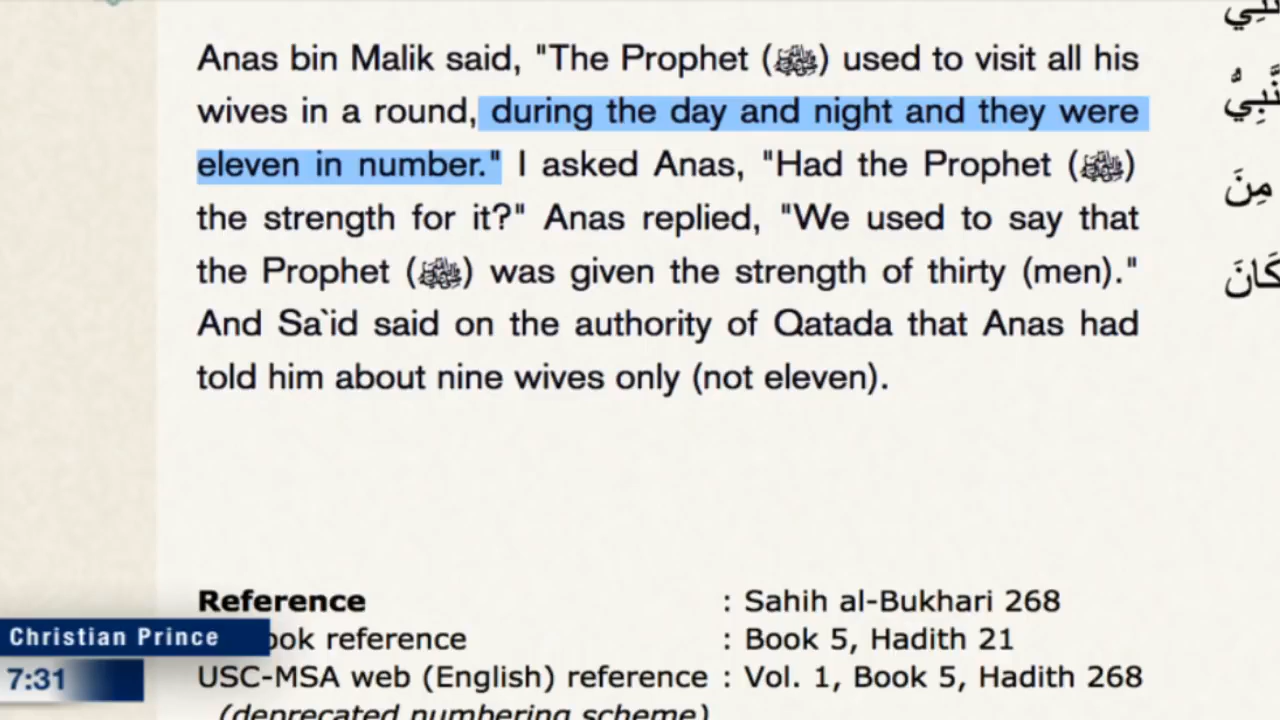 Anas bin Malik said, "The Prophet (ﷺ) used to visit all his
wives in a round, during the day and night and they were
eleven in number." I asked Anas, "Had the Prophet (ﷺ)
the strength for it?" Anas replied, "We used to say that
the Prophet (ﷺ) was given the strength of thirty (men)."
And Sa`id said on the authority of Qatada that Anas had
told him about nine wives only (not eleven).
مِنَ
كَانَ
Reference : Sahih al-Bukhari 268
ook reference : Book 5, Hadith 21
USC-MSA web (English) reference : Vol. 1, Book 5, Hadith 268
(deprecated numbering scheme)
Christian Prince
7:31